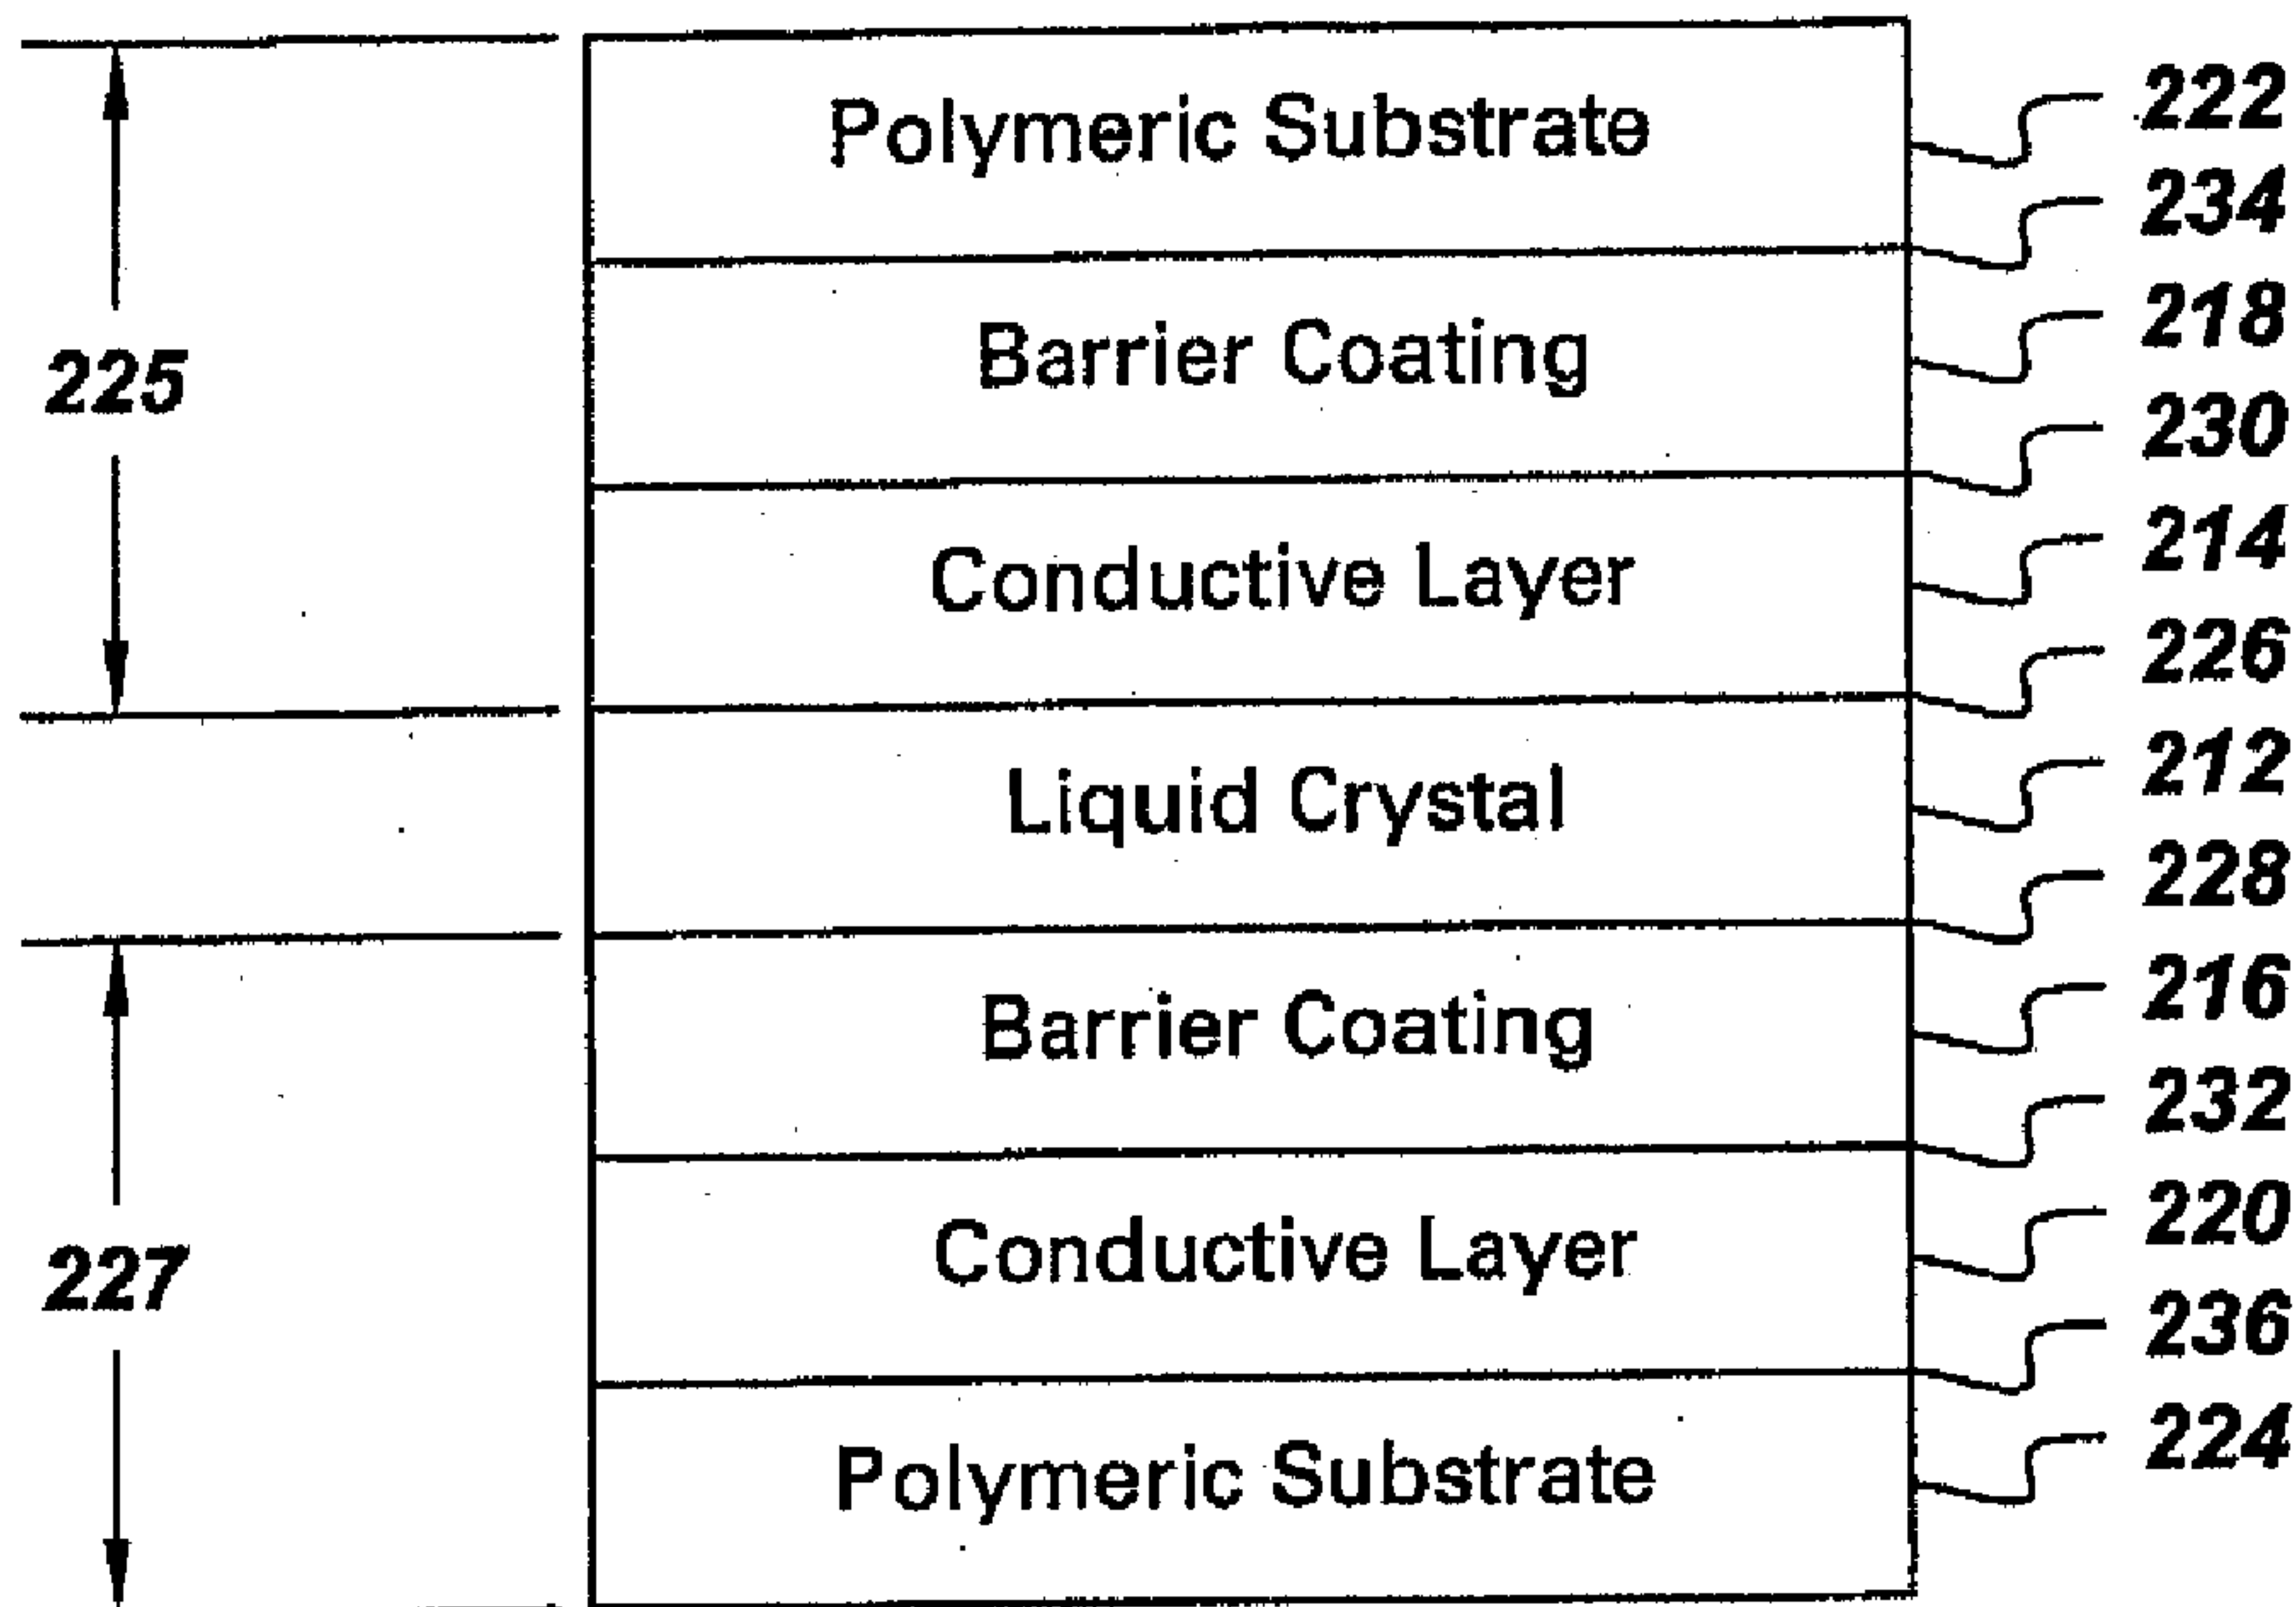 Polymeric Substrate
222
234
Barrier Coating
218
225
230
Conductive Layer
214
226
Liquid Crystal
212
228
Barrier Coating
216
232
Conductive Layer
220
227
236
Polymeric Substrate
224